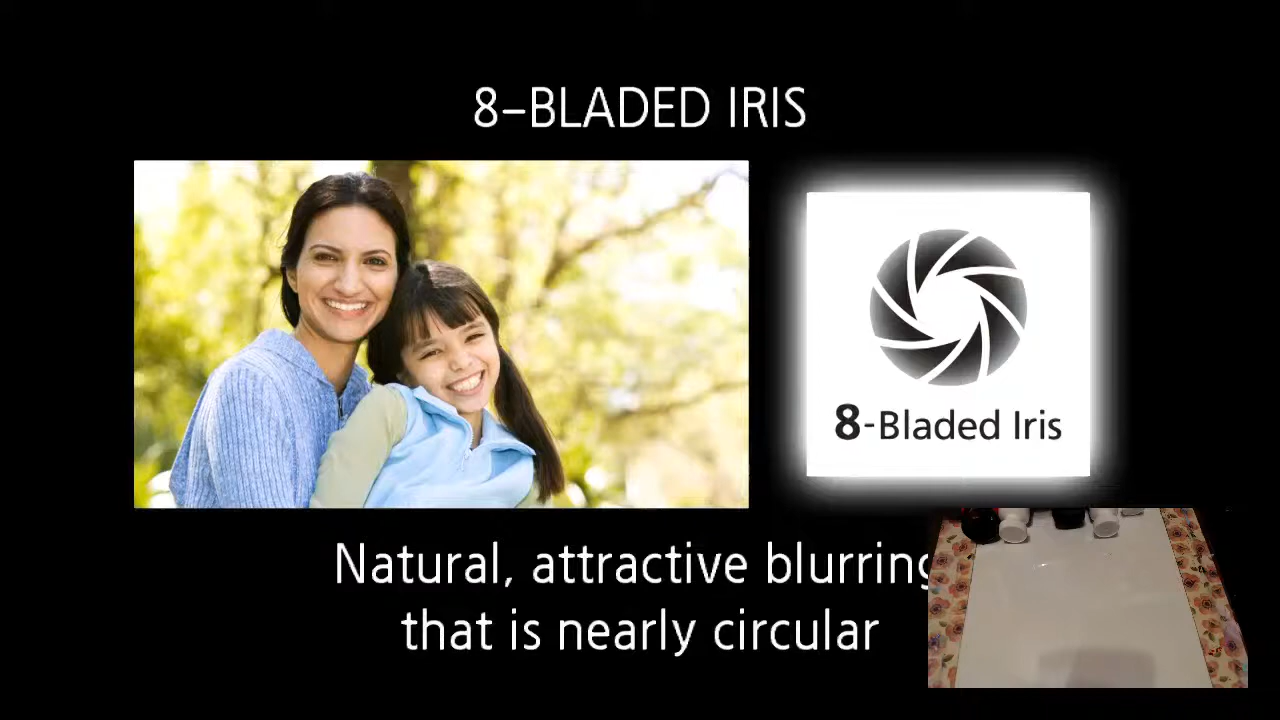 8-BLADED IRIS
8-Bladed Iris
Natural, attractive blurring
that is nearly circular